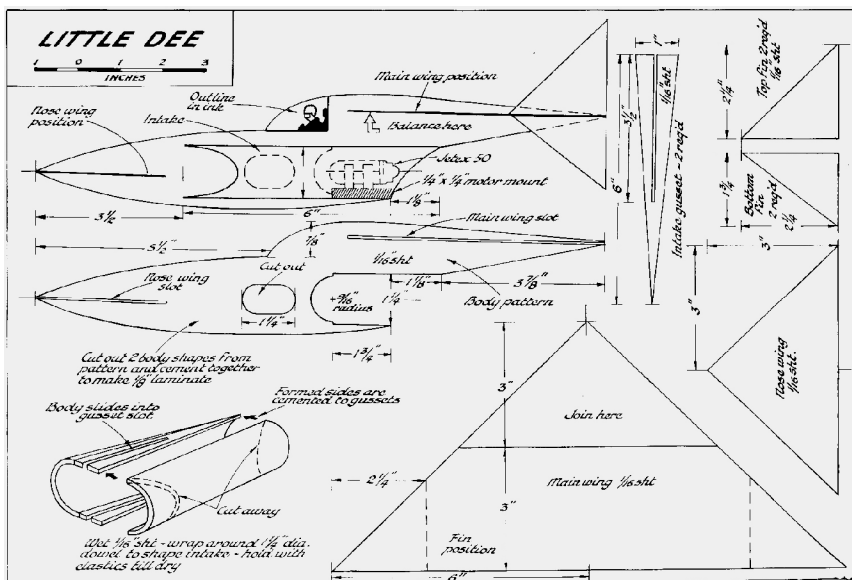 LITTLE DEE
1 0 1 2 3
INCHES
Nose wing
position
Intake
Outline
in ink
Main wing position
Balance here
Jetex 50
1/4" x 1/4" motor mount
3 1/2
6"
1 1/8"
5 1/2"
7/8"
Main wing slot
Nose wing
slot
Cut out
1/16" sht
1 1/8"
3 7/8"
Body pattern
1 1/4"
9/16"
radius
1 1/4"
1 3/4"
Cut out 2 body shapes from
pattern and cement together
to make 1/8" laminate
Body slides into
gusset slot
Formed sides are
cemented to gussets
Cut away
Wet 1/16" sht - wrap around 1 1/4" dia.
dowel to shape intake - hold with
elastics till dry
1"
1/16" sht
3 1/2"
6"
Intake gusset - 2 req'd
Top fin 2 req'd
1/16" sht
2 1/4"
1 3/4"
Bottom
Fin
2 req'd
2 1/4
3"
3"
Nose wing
1/16 sht.
3"
Join here
2 1/4"
3"
Main wing 1/16 sht
Fin
position
6"